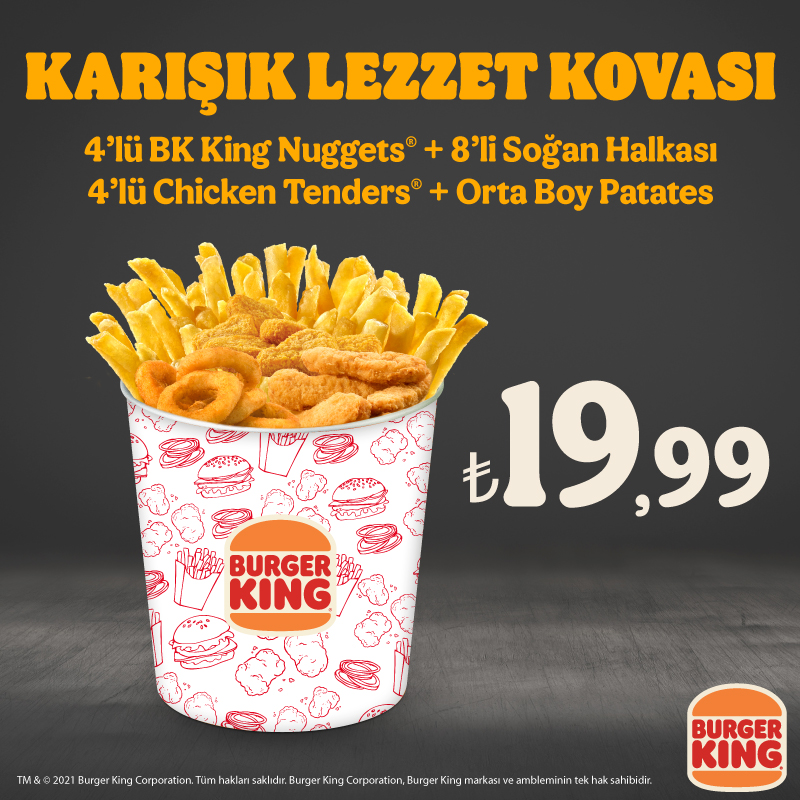 KARIŞIK LEZZET KOVASI
4’lü BK King Nuggets® + 8’li Soğan Halkası
4’lü Chicken Tenders® + Orta Boy Patates
₺19,99
BURGER
KING
BURGER
KING
TM & © 2021 Burger King Corporation. Tüm hakları saklıdır. Burger King Corporation, Burger King markası ve ambleminin tek hak sahibidir.